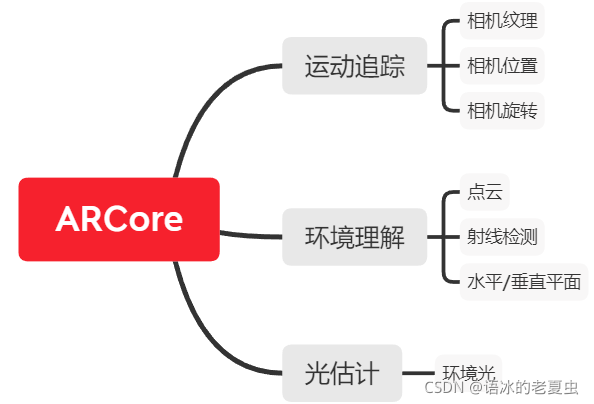 ARCore
运动追踪
相机纹理
相机位置
相机旋转
环境理解
点云
射线检测
水平/垂直平面
光估计
环境光
CSDN @语冰的老夏虫